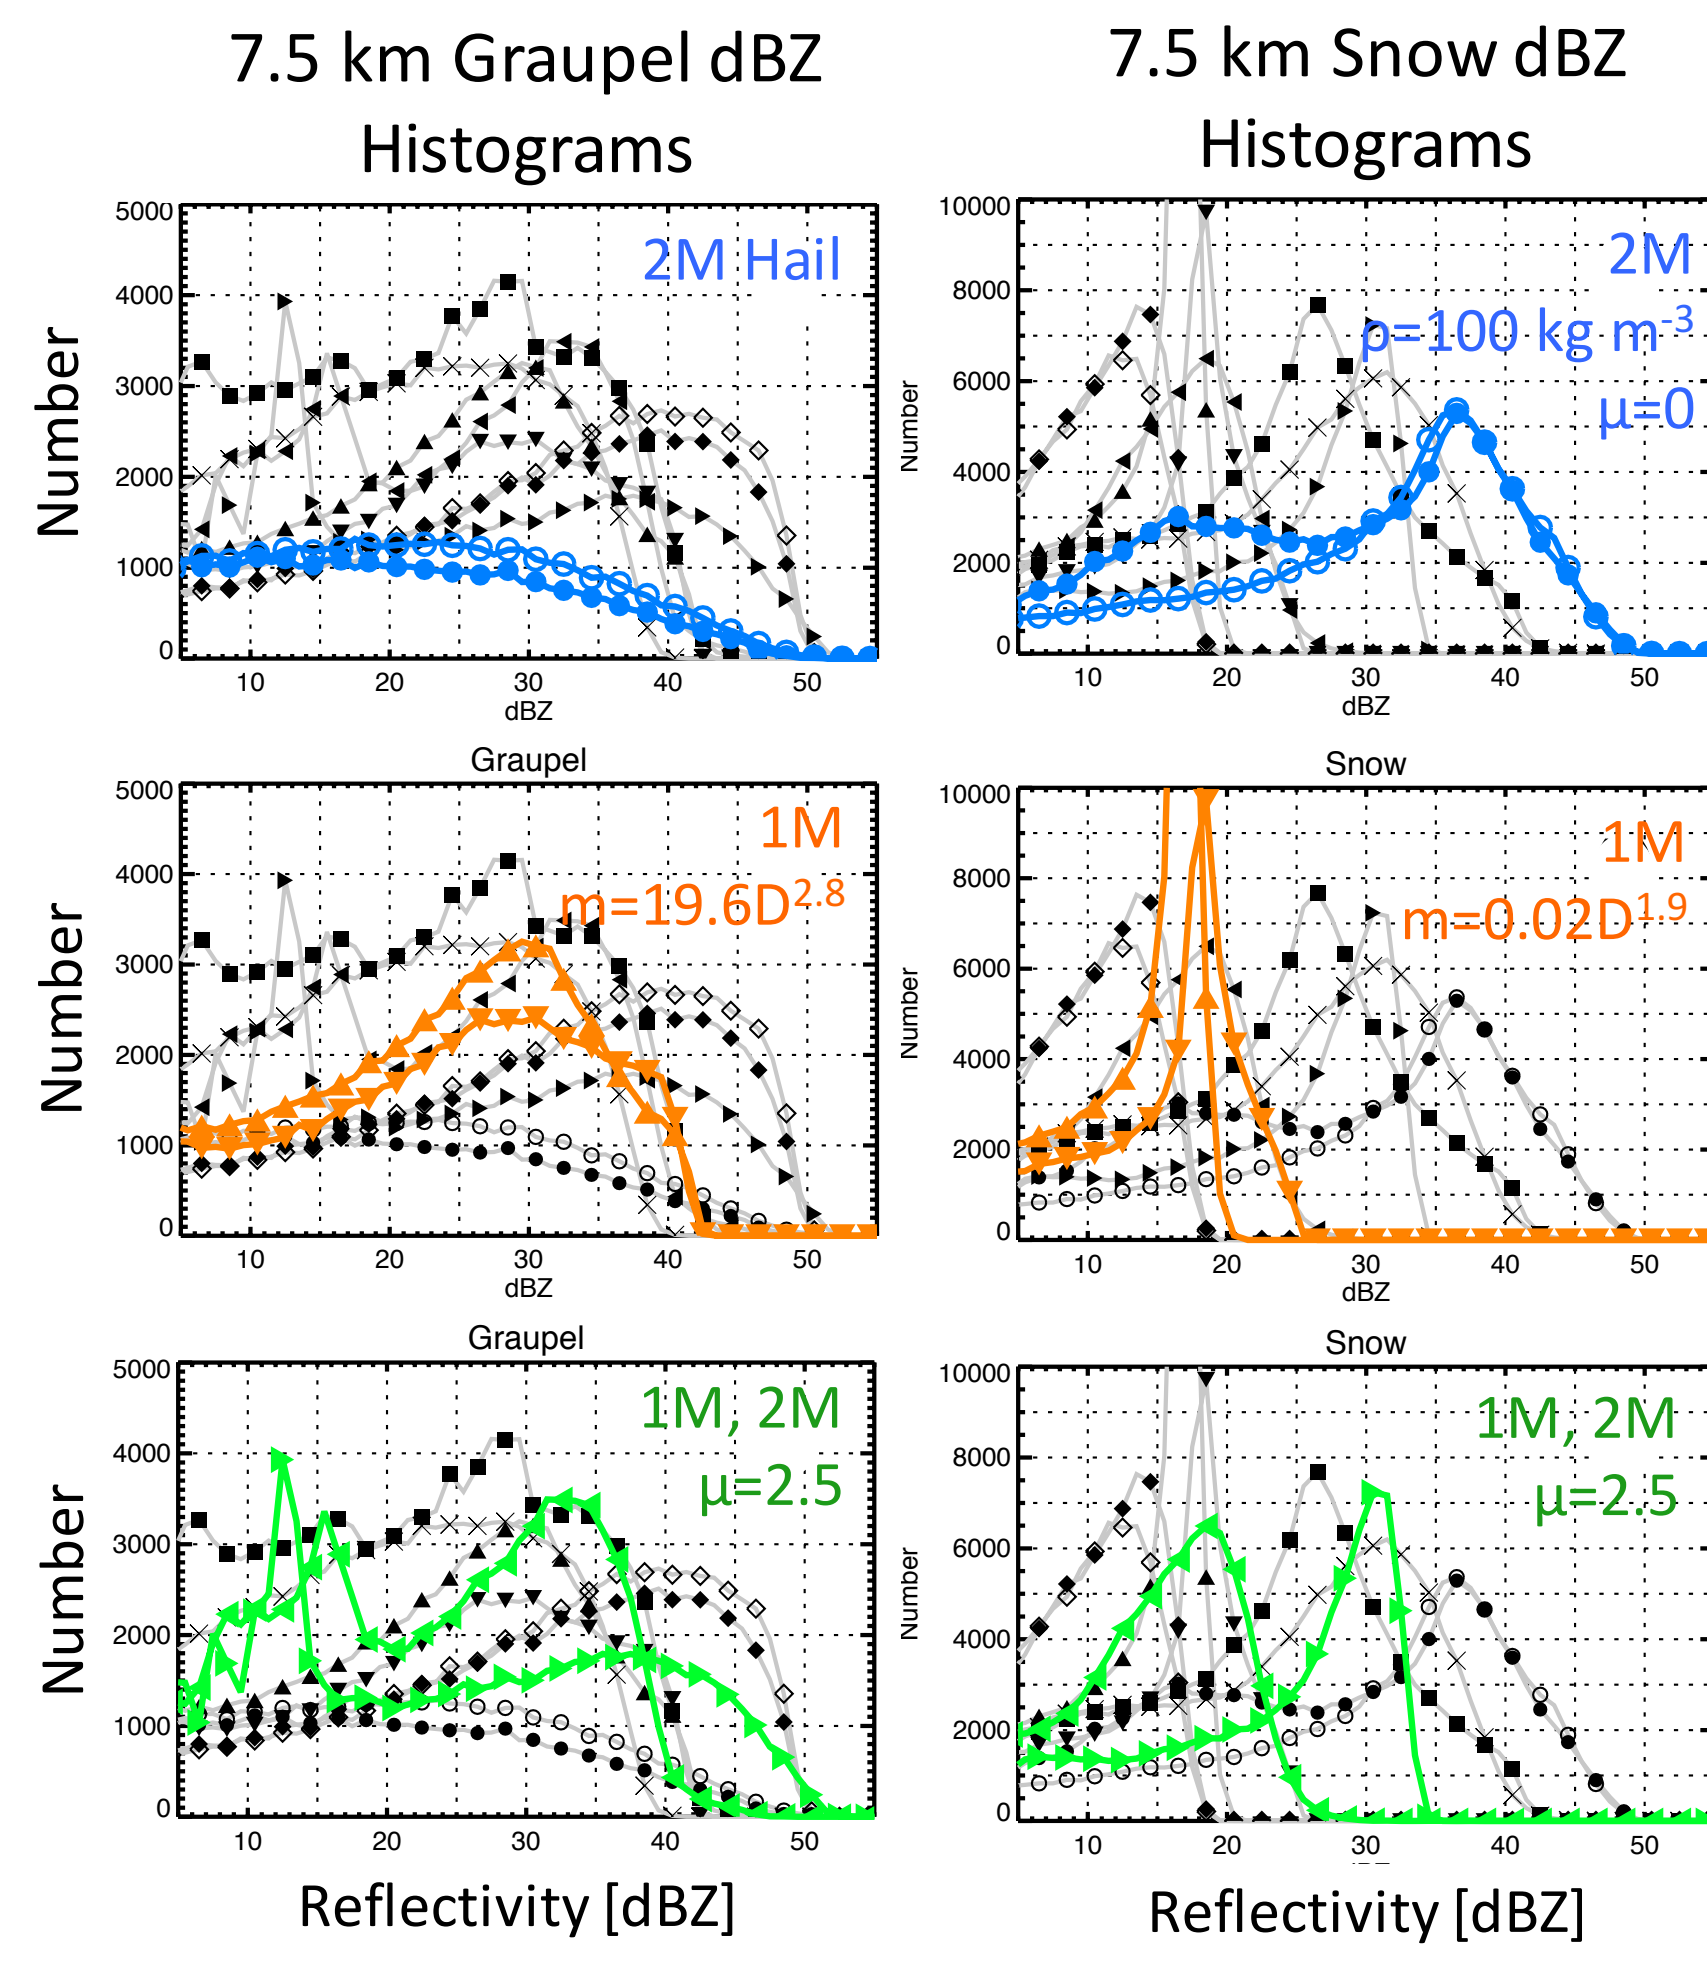 7.5 km Graupel dBZ
Histograms
7.5 km Snow dBZ
Histograms
5000
4000
3000
2000
1000
0
Number
2M Hail
10
20
30
40
50
dBZ
10000
8000
6000
4000
2000
0
Number
2M
ρ=100 kg m-3
μ=0
10
20
30
40
50
dBZ
Graupel
5000
4000
3000
2000
1000
0
Number
1M
m=19.6D2.8
10
20
30
40
50
dBZ
Snow
10000
8000
6000
4000
2000
0
Number
1M
m=0.02D1.9
10
20
30
40
50
dBZ
Graupel
5000
4000
3000
2000
1000
0
Number
1M, 2M
μ=2.5
10
20
30
40
50
Reflectivity [dBZ]
Snow
10000
8000
6000
4000
2000
0
Number
1M, 2M
μ=2.5
10
20
30
40
50
Reflectivity [dBZ]